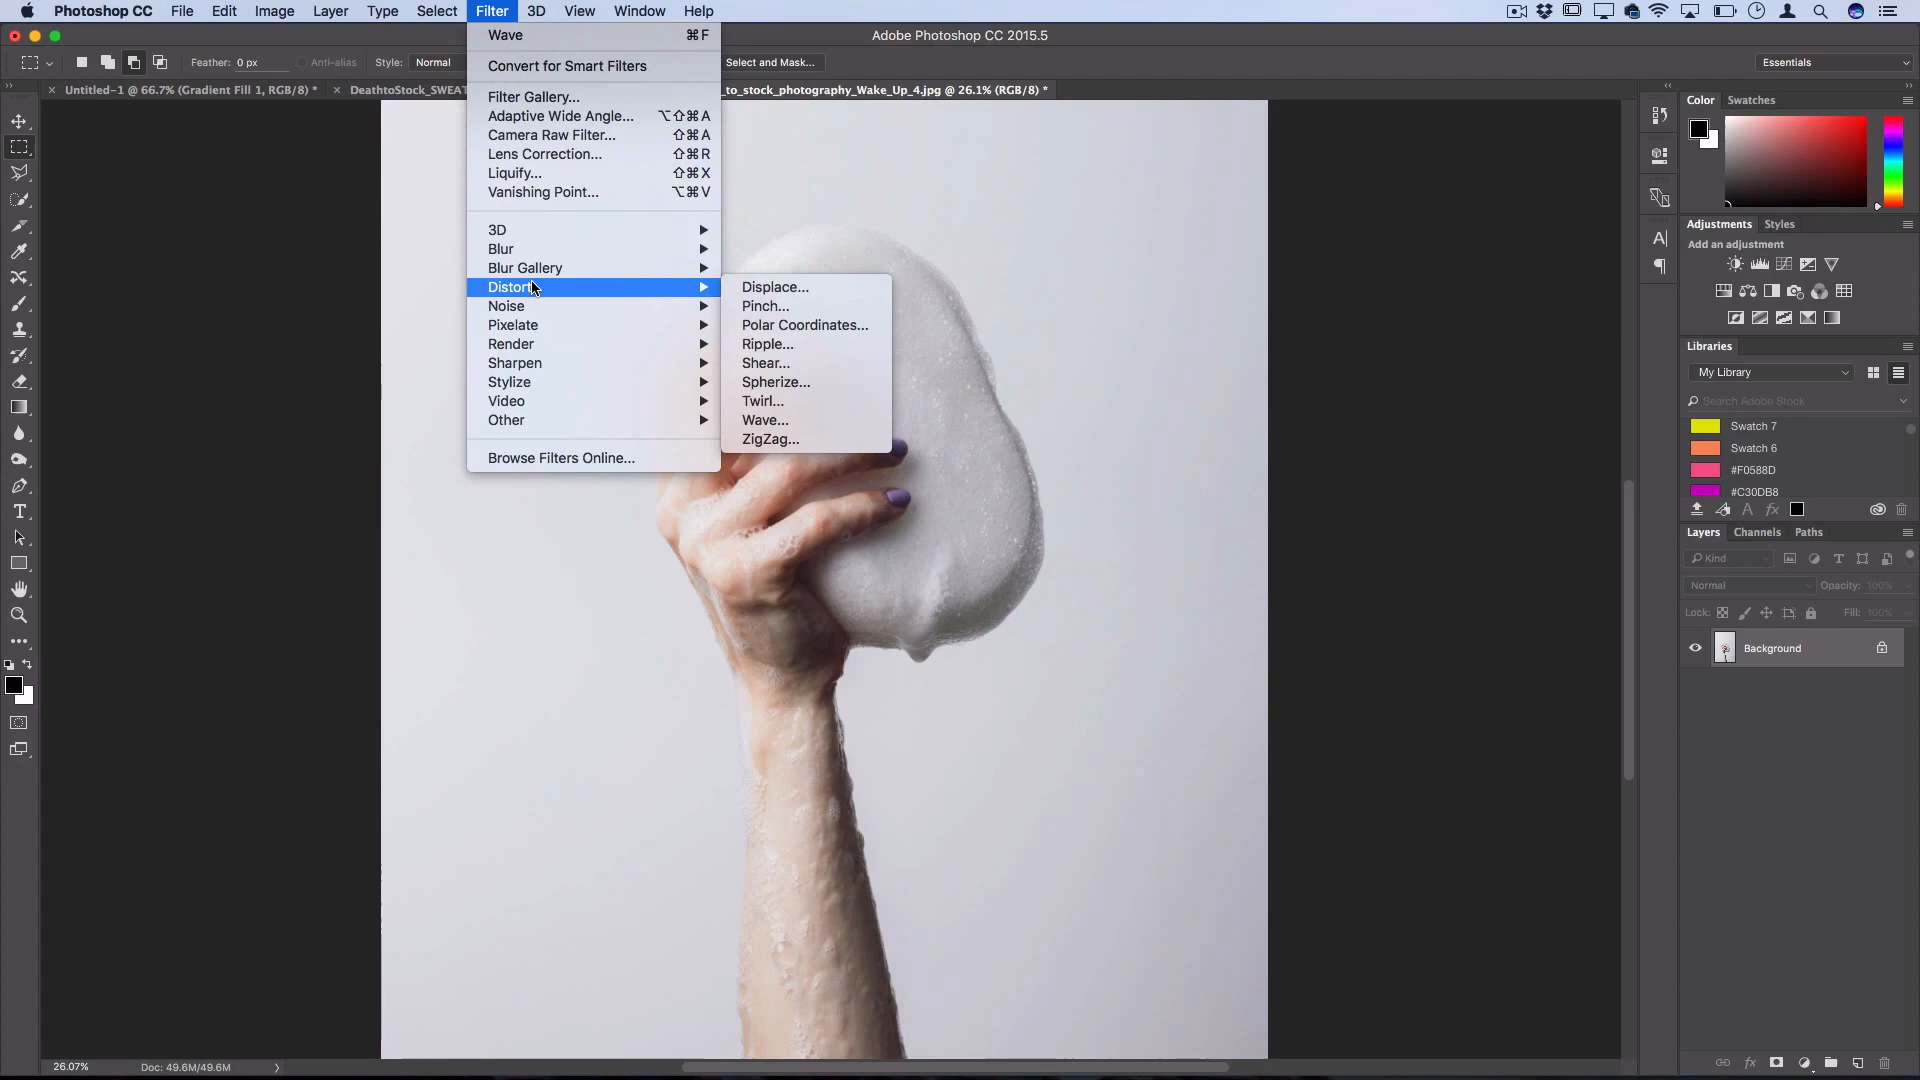 Photoshop CC File Edit Image Layer Type Select Filter 3D View Window Help
Adobe Photoshop CC 2015.5
Feather: 0 px Anti-alias Style: Normal Select and Mask... Essentials
Untitled-1 @ 66.7% (Gradient Fill 1, RGB/8) * DeathtoStock_SWEAT _to_stock_photography_Wake_Up_4.jpg @ 26.1% (RGB/8) *
Wave ⌘F
Convert for Smart Filters
Filter Gallery...
Adaptive Wide Angle... ⌥⇧⌘A
Camera Raw Filter... ⇧⌘A
Lens Correction... ⇧⌘R
Liquify... ⇧⌘X
Vanishing Point... ⌥⌘V
3D
Blur
Blur Gallery
Distort
Noise
Pixelate
Render
Sharpen
Stylize
Video
Other
Browse Filters Online...
Displace...
Pinch...
Polar Coordinates...
Ripple...
Shear...
Spherize...
Twirl...
Wave...
ZigZag...
Color Swatches
Adjustments Styles
Add an adjustment
Libraries
My Library
Search Adobe Stock
Swatch 7
Swatch 6
#F0588D
#C30DB8
Layers Channels Paths
Kind
Normal Opacity: 100%
Lock: Fill: 100%
Background
26.07% Doc: 49.6M/49.6M